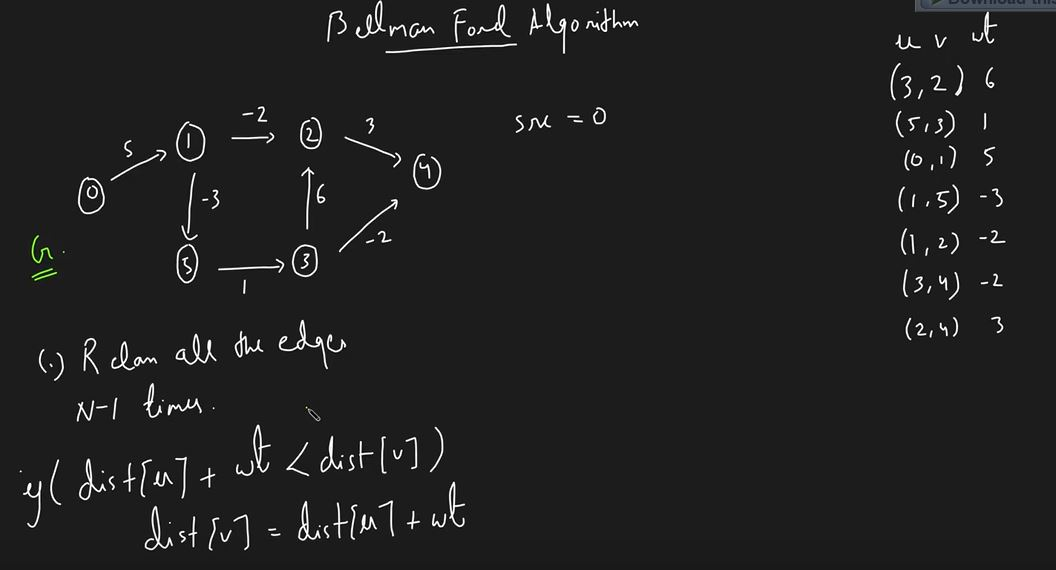 Download this
Bellman Ford Algorithm
u v wt
(3,2) 6
(5,3) 1
(0,1) 5
(1,5) -3
(1,2) -2
(3,4) -2
(2,4) 3
src = 0
5
-2
3
0
1
2
4
-3
6
-2
5
3
1
G.
(.) Relax all the edges
N-1 times.
if( dist[u] + wt < dist[v] )
dist[v] = dist[u] + wt